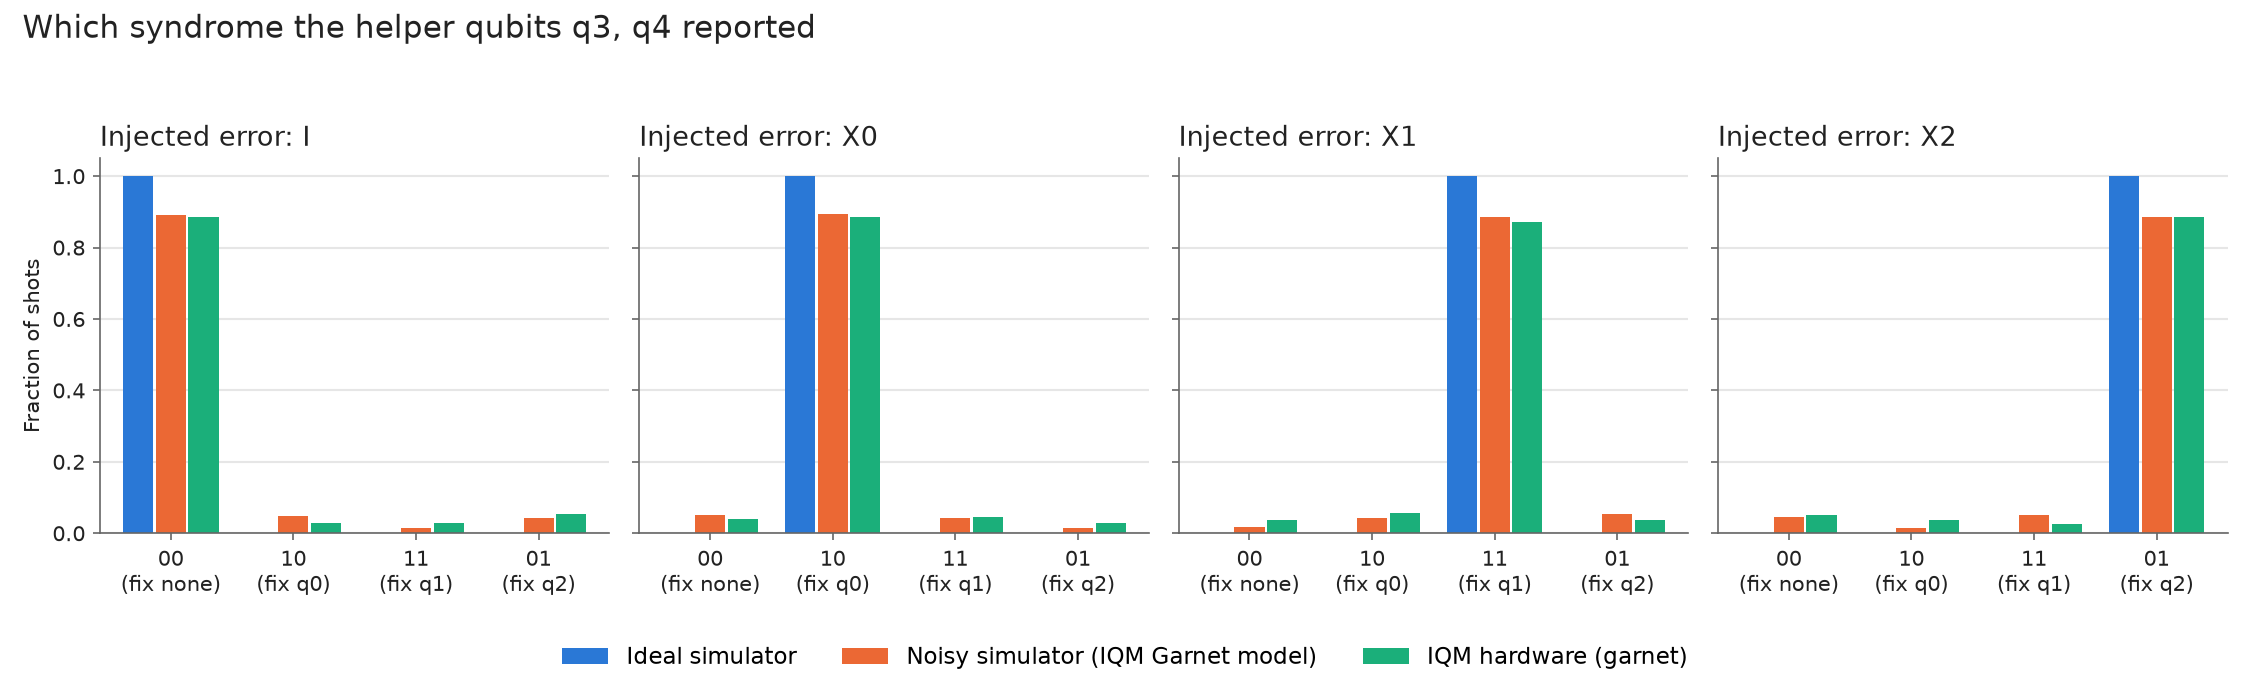 Which syndrome the helper qubits q3, q4 reported
Injected error: I
Injected error: X0
Injected error: X1
Injected error: X2
Fraction of shots
1.0
0.8
0.6
0.4
0.2
0.0
00
(fix none)
10
(fix q0)
11
(fix q1)
01
(fix q2)
00
(fix none)
10
(fix q0)
11
(fix q1)
01
(fix q2)
00
(fix none)
10
(fix q0)
11
(fix q1)
01
(fix q2)
00
(fix none)
10
(fix q0)
11
(fix q1)
01
(fix q2)
Ideal simulator
Noisy simulator (IQM Garnet model)
IQM hardware (garnet)